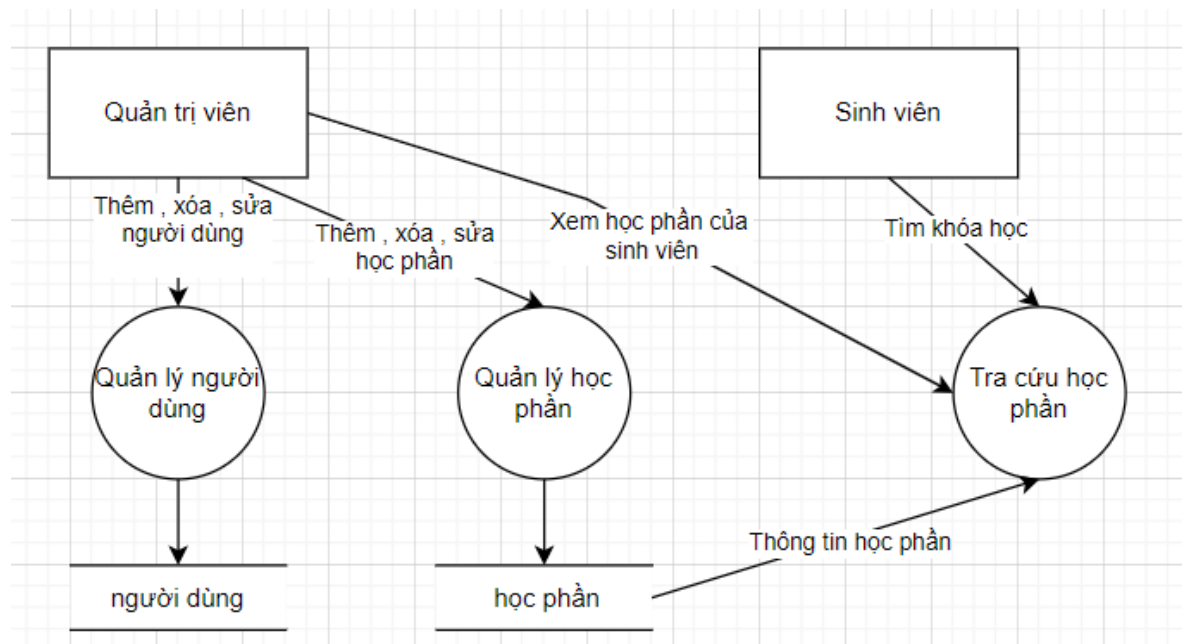 Quản trị viên
Sinh viên
Thêm , xóa , sửa
người dùng
Thêm , xóa , sửa
học phần
Xem học phần của
sinh viên
Tìm khóa học
Quản lý người
dùng
Quản lý học
phần
Tra cứu học
phần
Thông tin học phần
người dùng
học phần